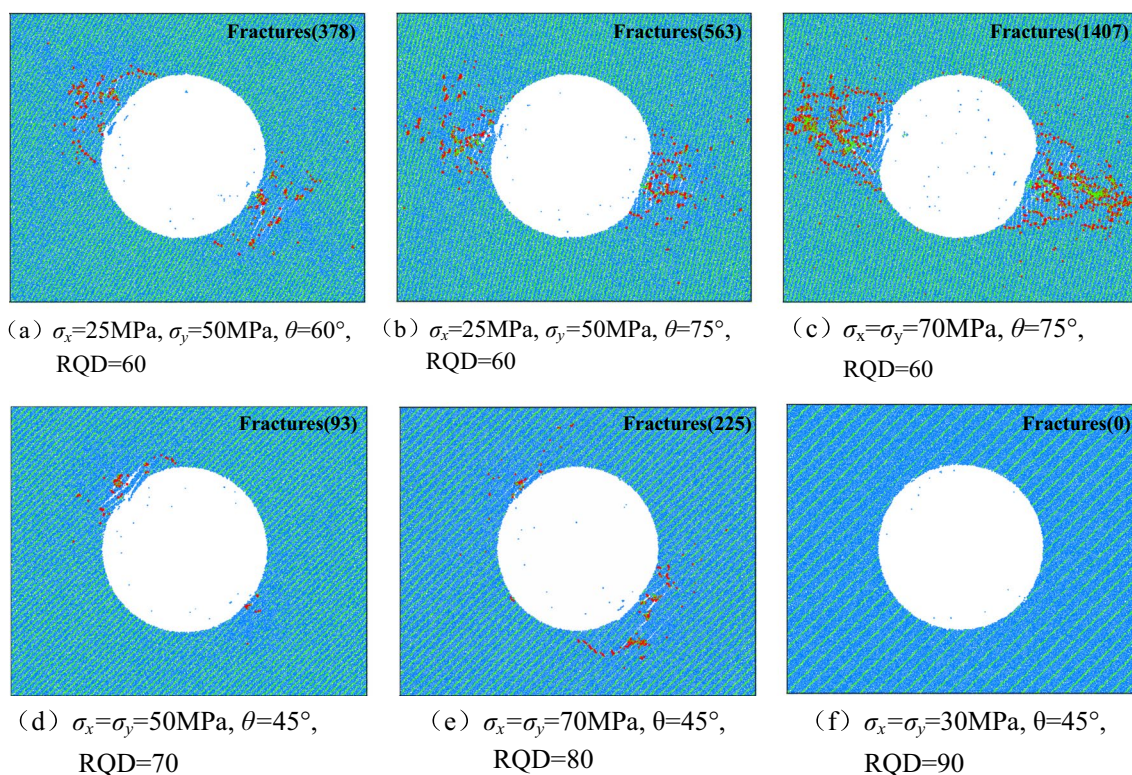 Fractures(378)
Fractures(563)
Fractures(1407)
（a）σx=25MPa, σy=50MPa, θ=60°,
RQD=60
（b）σx=25MPa, σy=50MPa, θ=75°,
RQD=60
（c）σx=σy=70MPa, θ=75°,
RQD=60
Fractures(93)
Fractures(225)
Fractures(0)
（d）σx=σy=50MPa, θ=45°,
RQD=70
（e）σx=σy=70MPa, θ=45°,
RQD=80
（f）σx=σy=30MPa, θ=45°,
RQD=90